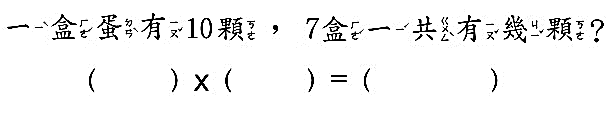 一盒蛋有10顆，7盒一共有幾顆？
(　　) x (　　) = (　　)